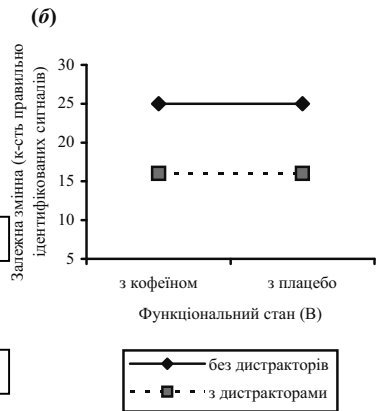 (б)
Залежна змінна (к-сть правильно
ідентифікованих сигналів)
30
25
20
15
10
5
з кофеїном з плацебо
Функціональний стан (В)
без дистракторів
з дистракторами